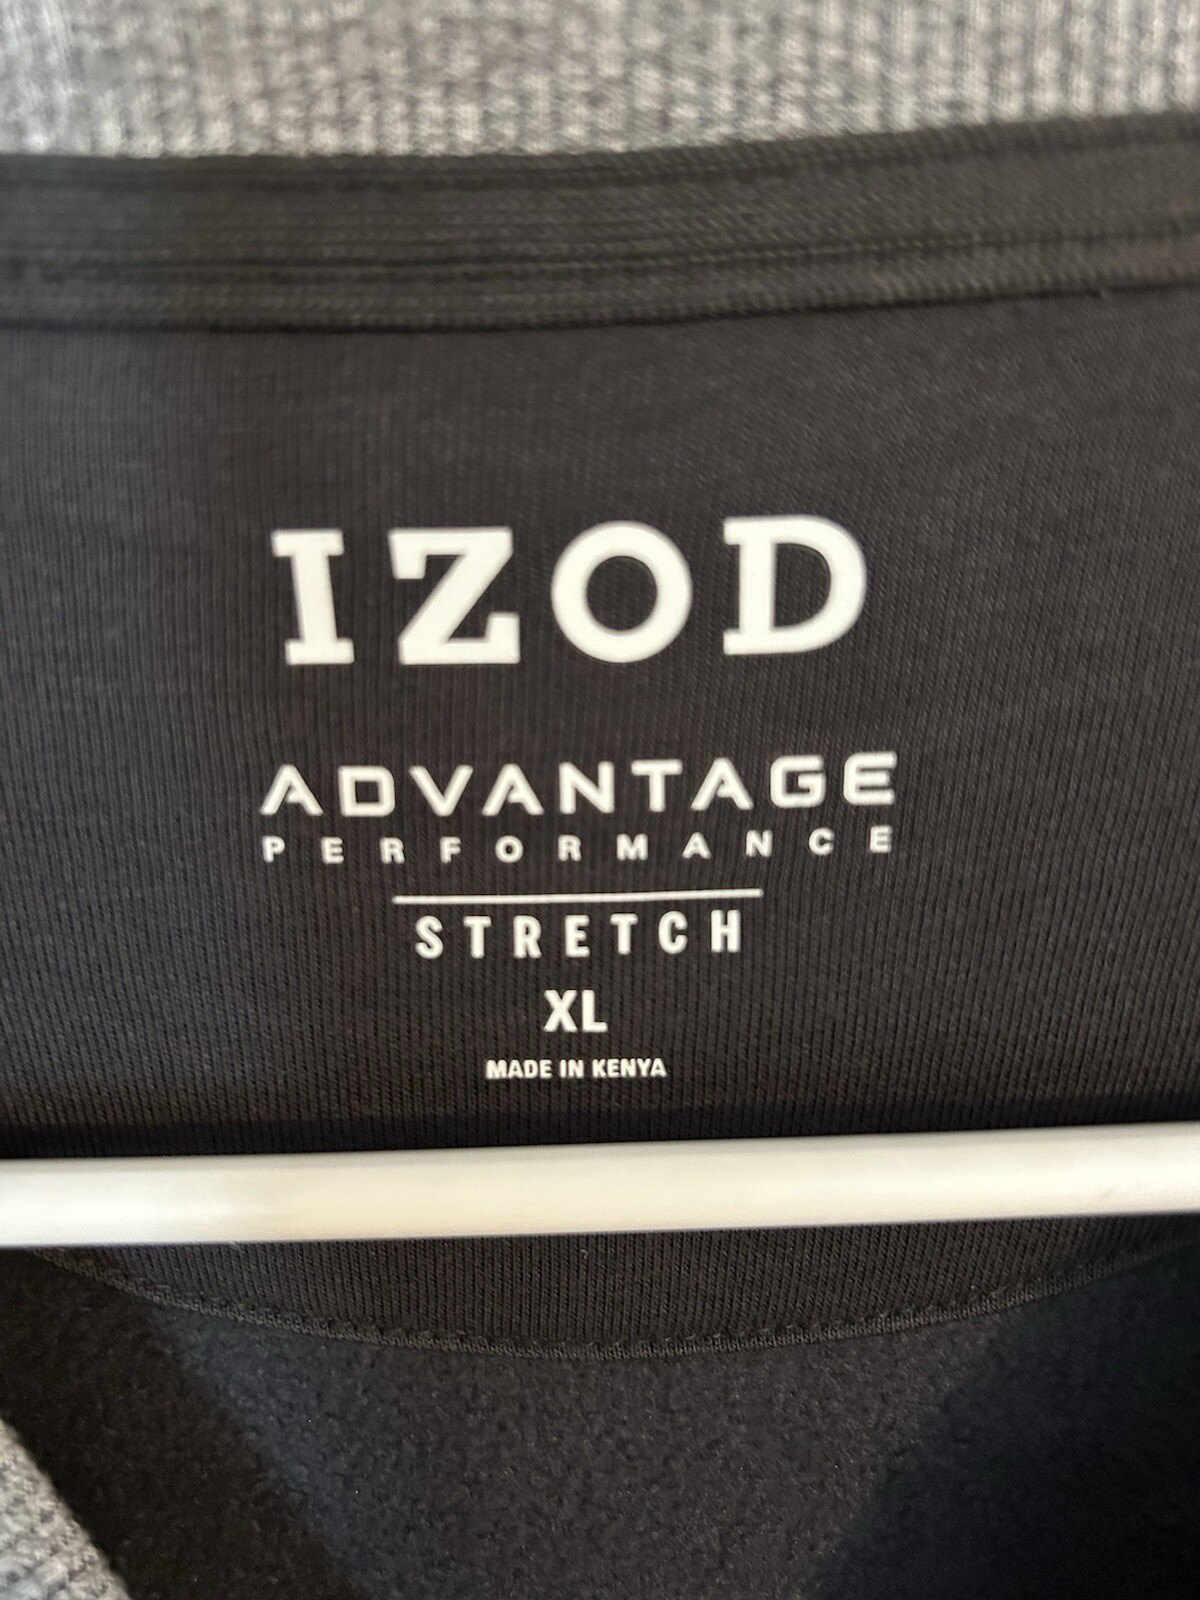 IZOD
ADVANTAGE
PERFORMANCE
STRETCH
XL
MADE IN KENYA